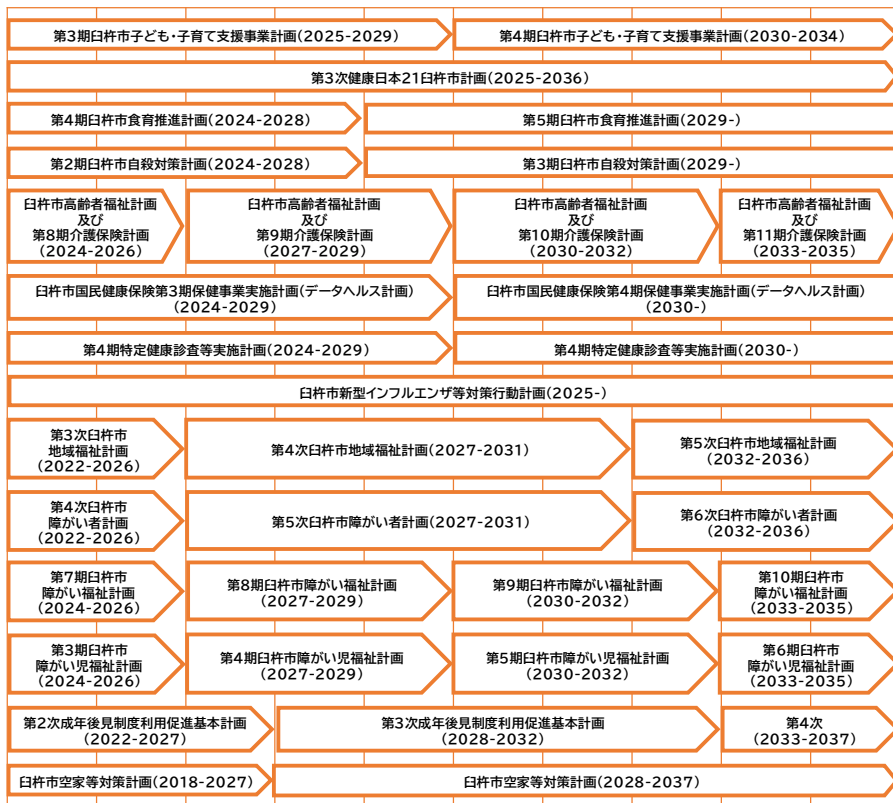 第3期臼杵市子ども・子育て支援事業計画(2025-2029)
第4期臼杵市子ども・子育て支援事業計画(2030-2034)
第3次健康日本21臼杵市計画(2025-2036)
第4期臼杵市食育推進計画(2024-2028)
第5期臼杵市食育推進計画(2029-)
第2期臼杵市自殺対策計画(2024-2028)
第3期臼杵市自殺対策計画(2029-)
臼杵市高齢者福祉計画
及び
第8期介護保険計画
(2024-2026)
臼杵市高齢者福祉計画
及び
第9期介護保険計画
(2027-2029)
臼杵市高齢者福祉計画
及び
第10期介護保険計画
(2030-2032)
臼杵市高齢者福祉計画
及び
第11期介護保険計画
(2033-2035)
臼杵市国民健康保険第3期保健事業実施計画(データヘルス計画)
(2024-2029)
臼杵市国民健康保険第4期保健事業実施計画(データヘルス計画)
(2030-)
第4期特定健康診査等実施計画(2024-2029)
第4期特定健康診査等実施計画(2030-)
臼杵市新型インフルエンザ等対策行動計画(2025-)
第3次臼杵市
地域福祉計画
(2022-2026)
第4次臼杵市地域福祉計画(2027-2031)
第5次臼杵市地域福祉計画
(2032-2036)
第4次臼杵市
障がい者計画
(2022-2026)
第5次臼杵市障がい者計画(2027-2031)
第6次臼杵市障がい者計画
(2032-2036)
第7期臼杵市
障がい福祉計画
(2024-2026)
第8期臼杵市障がい福祉計画
(2027-2029)
第9期臼杵市障がい福祉計画
(2030-2032)
第10期臼杵市
障がい福祉計画
(2033-2035)
第3期臼杵市
障がい児福祉計画
(2024-2026)
第4期臼杵市障がい児福祉計画
(2027-2029)
第5期臼杵市障がい児福祉計画
(2030-2032)
第6期臼杵市
障がい児福祉計画
(2033-2035)
第2次成年後見制度利用促進基本計画
(2022-2027)
第3次成年後見制度利用促進基本計画
(2028-2032)
第4次
(2033-2037)
臼杵市空家等対策計画(2018-2027)
臼杵市空家等対策計画(2028-2037)